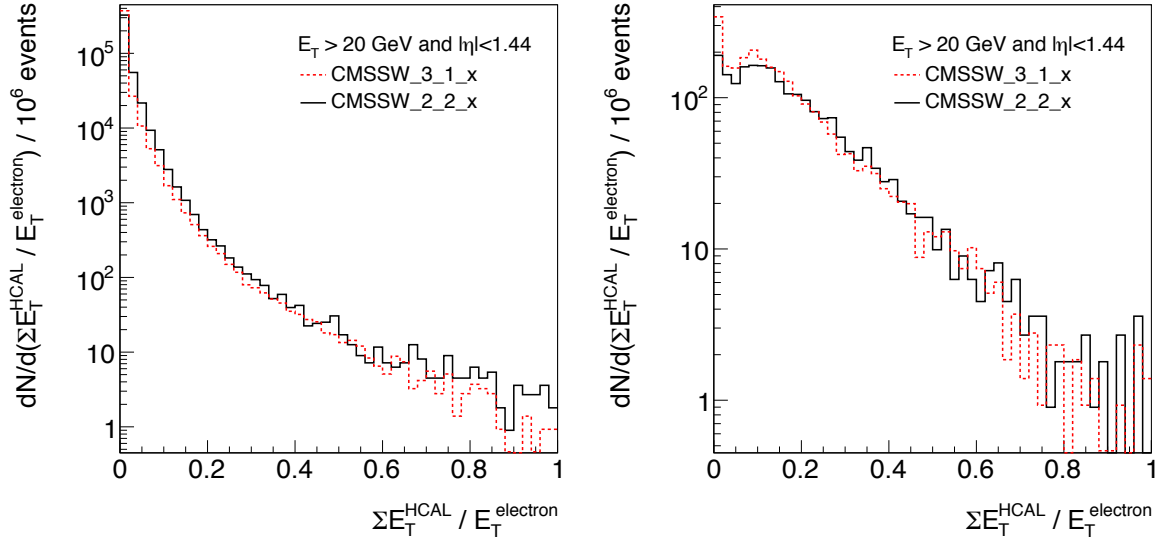 dN/d(ΣE_T^HCAL / E_T^electron) / 10^6 events
10^5
10^4
10^3
10^2
10
1
E_T > 20 GeV and |η|<1.44
CMSSW_3_1_x
CMSSW_2_2_x
0 0.2 0.4 0.6 0.8 1
ΣE_T^HCAL / E_T^electron
dN/d(ΣE_T^HCAL / E_T^electron) / 10^6 events
10^2
10
1
E_T > 20 GeV and |η|<1.44
CMSSW_3_1_x
CMSSW_2_2_x
0 0.2 0.4 0.6 0.8 1
ΣE_T^HCAL / E_T^electron